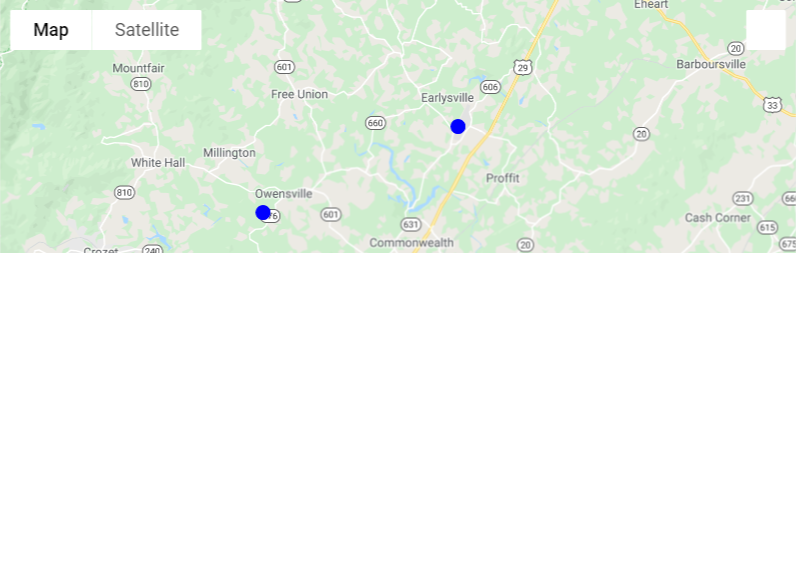 Map
Satellite
Eheart
20
Barboursville
29
33
Mountfair
810
601
Free Union
606
Earlysville
660
20
Millington
White Hall
810
Owensville
Proffit
76
601
631
231
Cash Corner
615
Commonwealth
20
Crozet
240
675